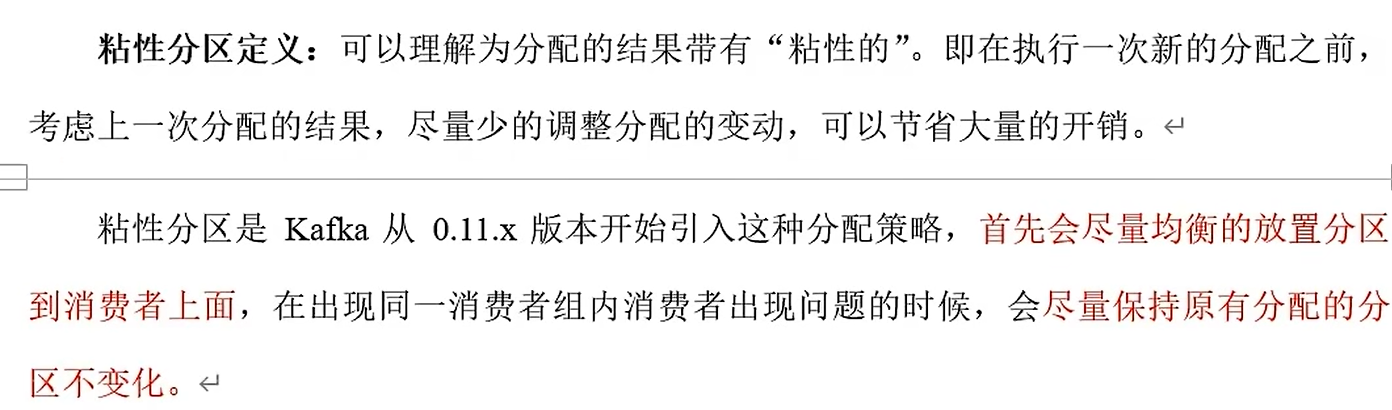 粘性分区定义：可以理解为分配的结果带有“粘性的”。即在执行一次新的分配之前，
考虑上一次分配的结果，尽量少的调整分配的变动，可以节省大量的开销。↵
粘性分区是 Kafka 从 0.11.x 版本开始引入这种分配策略，首先会尽量均衡的放置分区
到消费者上面，在出现同一消费者组内消费者出现问题的时候，会尽量保持原有分配的分
区不变化。↵